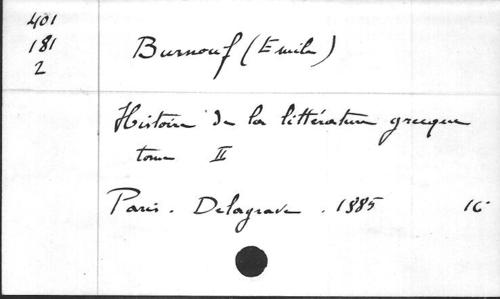 401
181
2
Burnouf (Emile)
Histoire de la littérature grecque
tome II
Paris. Delagrave. 1885 16°